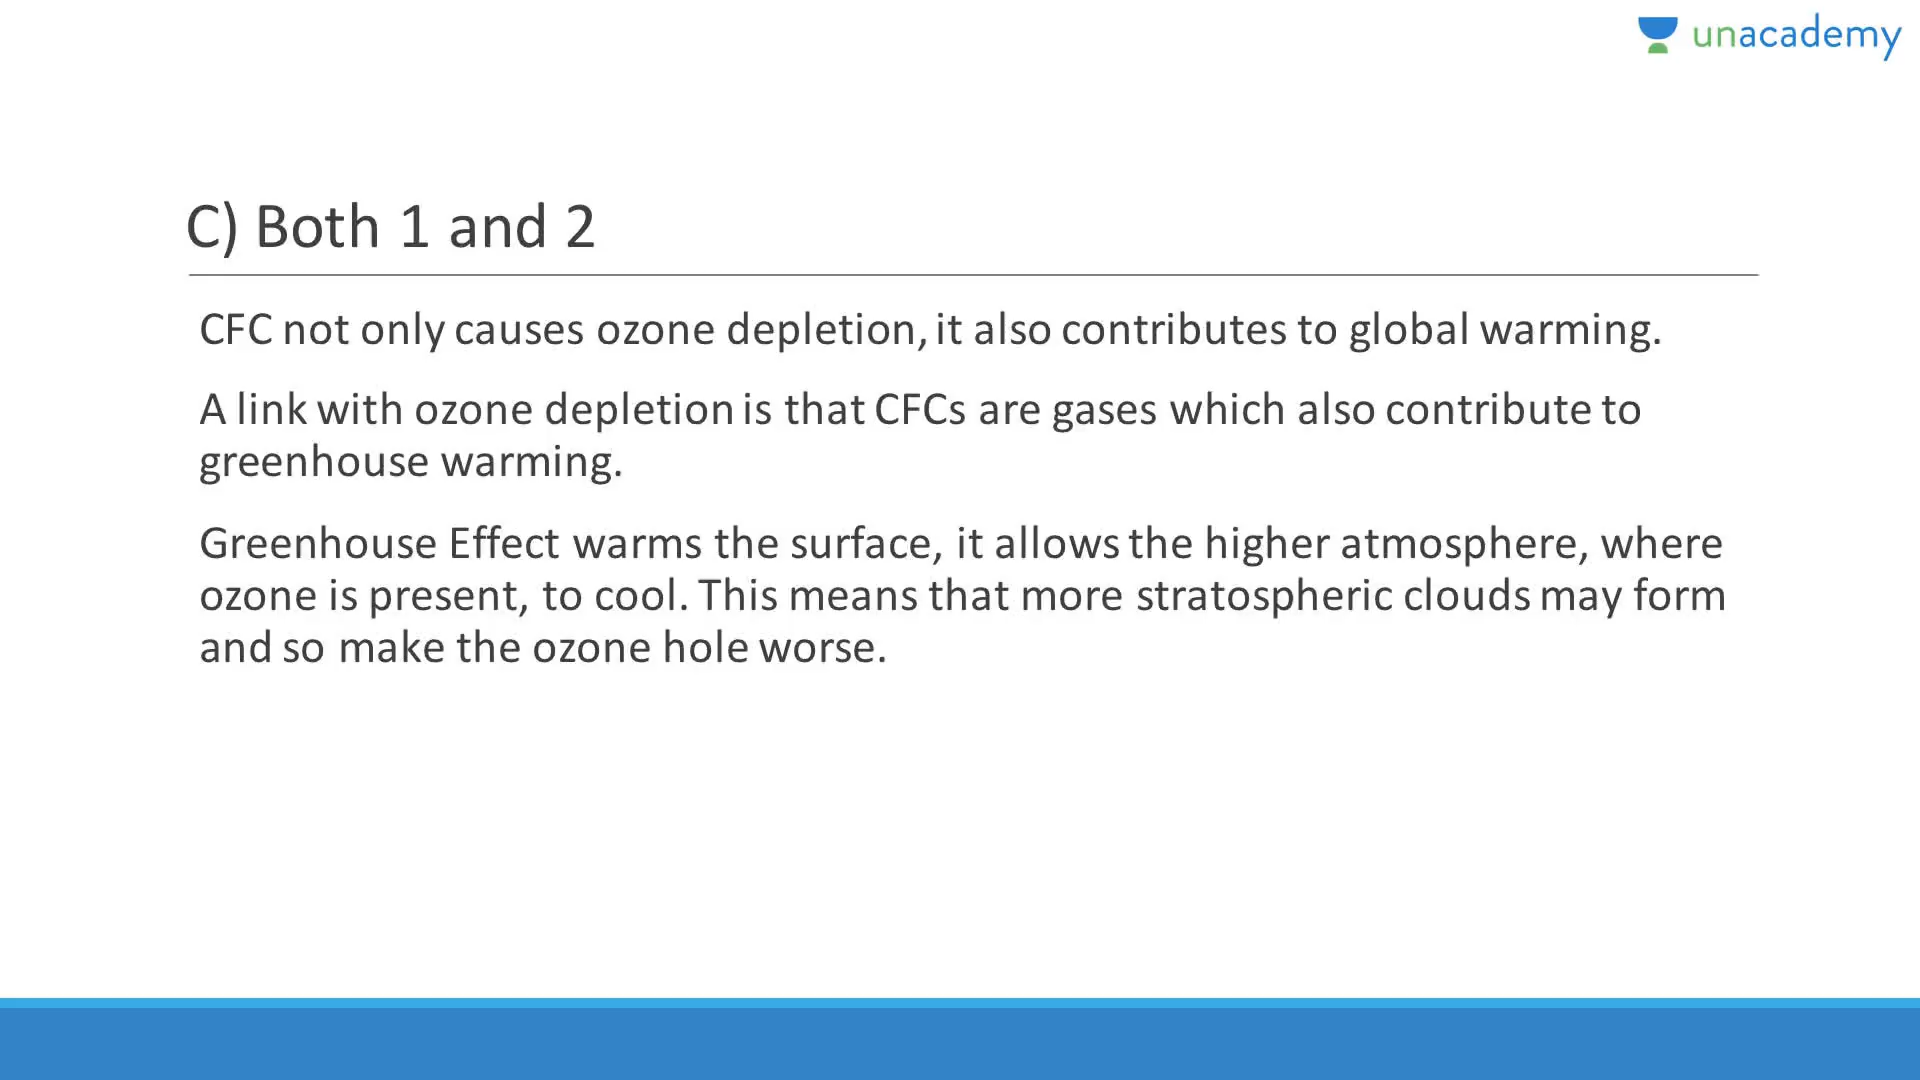 unacademy
C) Both 1 and 2
CFC not only causes ozone depletion, it also contributes to global warming.
A link with ozone depletion is that CFCs are gases which also contribute to
greenhouse warming.
Greenhouse Effect warms the surface, it allows the higher atmosphere, where
ozone is present, to cool. This means that more stratospheric clouds may form
and so make the ozone hole worse.